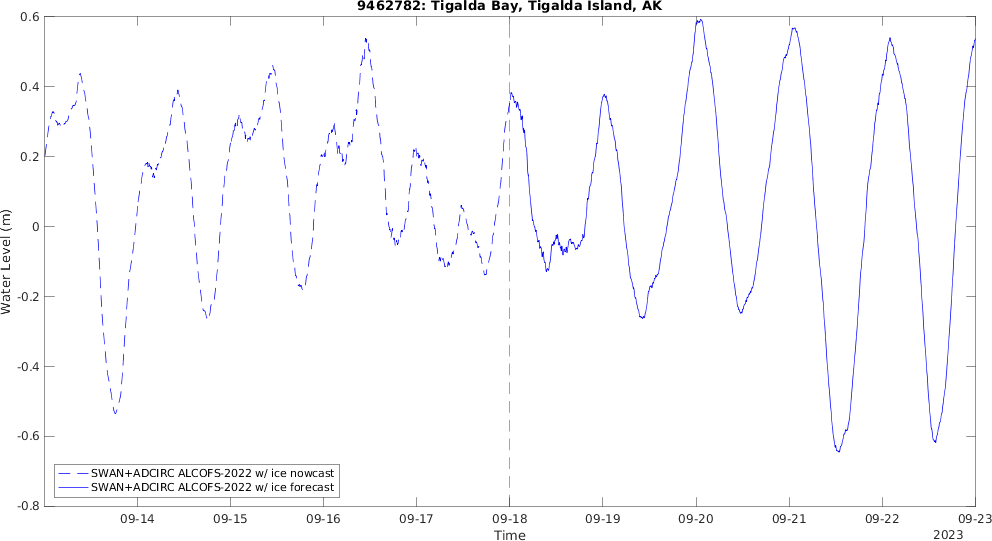 9462782: Tigalda Bay, Tigalda Island, AK
0.6
0.4
0.2
0
-0.2
-0.4
-0.6
-0.8
Water Level (m)
SWAN+ADCIRC ALCOFS-2022 w/ ice nowcast
SWAN+ADCIRC ALCOFS-2022 w/ ice forecast
09-14 09-15 09-16 09-17 09-18 09-19 09-20 09-21 09-22 09-23
Time
2023